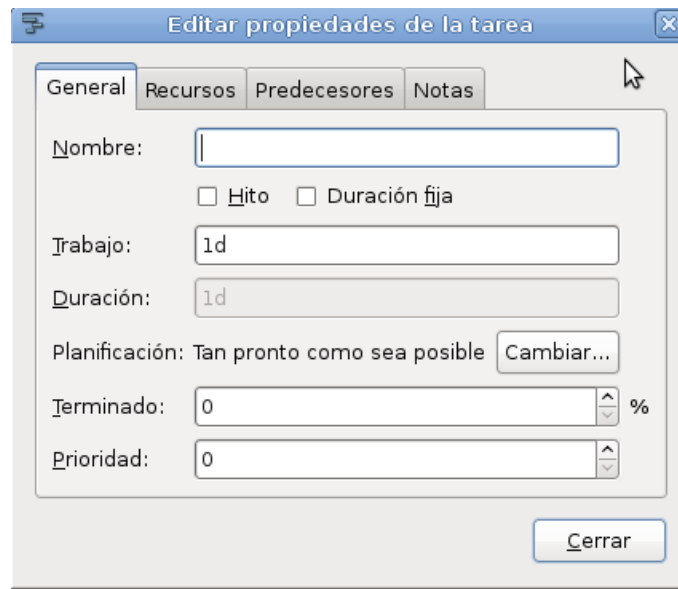 Editar propiedades de la tarea
General Recursos Predecesores Notas
Nombre:
Hito Duración fija
Trabajo: 1d
Duración: 1d
Planificación: Tan pronto como sea posible Cambiar...
Terminado: 0 %
Prioridad: 0
Cerrar